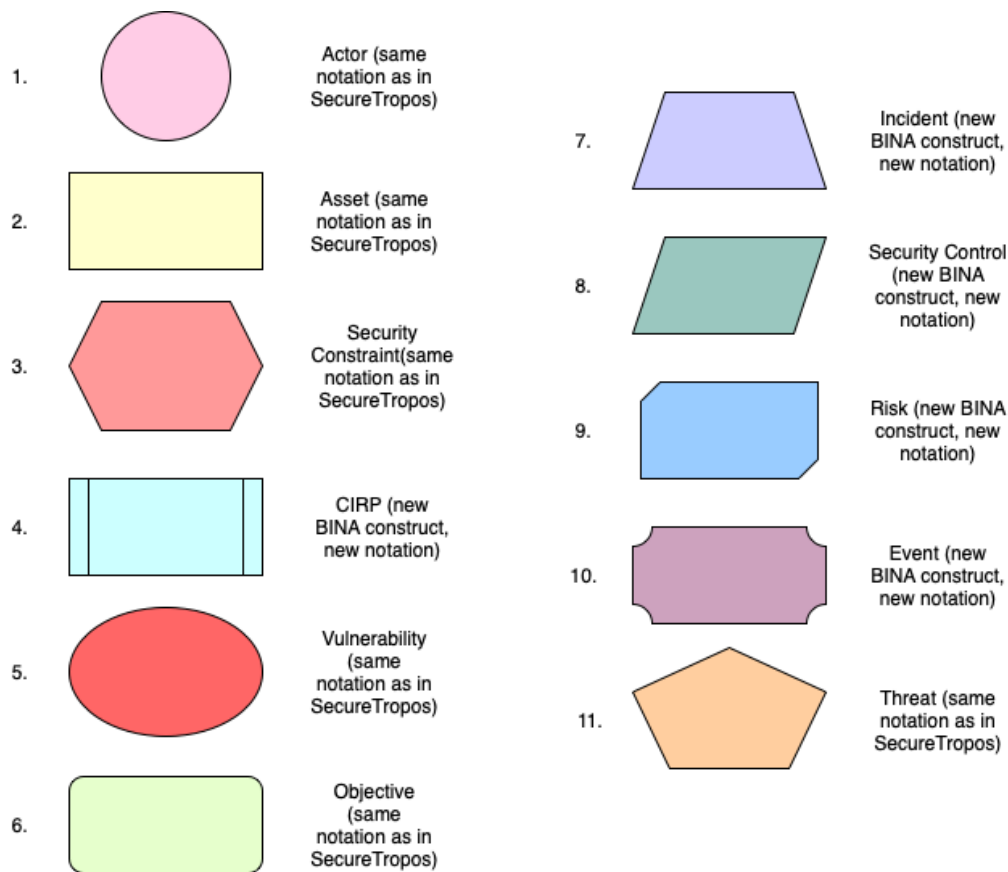 1.
Actor (same
notation as in
SecureTropos)
2.
Asset (same
notation as in
SecureTropos)
3.
Security
Constraint(same
notation as in
SecureTropos)
4.
CIRP (new
BINA construct,
new notation)
5.
Vulnerability
(same
notation as in
SecureTropos)
6.
Objective
(same
notation as in
SecureTropos)
7.
Incident (new
BINA construct,
new notation)
8.
Security Control
(new BINA
construct, new
notation)
9.
Risk (new BINA
construct, new
notation)
10.
Event (new
BINA construct,
new notation)
11.
Threat (same
notation as in
SecureTropos)